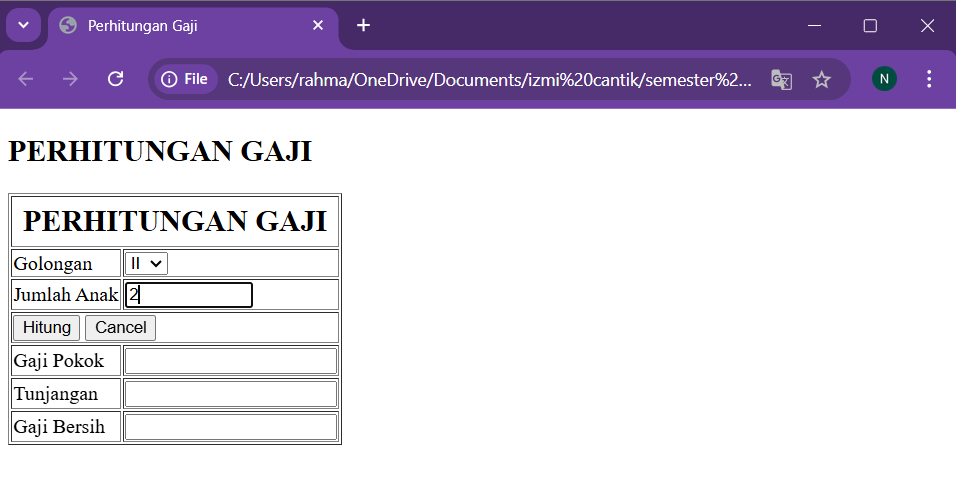 Perhitungan Gaji
File C:/Users/rahma/OneDrive/Documents/izmi%20cantik/semester%2... N
PERHITUNGAN GAJI
PERHITUNGAN GAJI
Golongan II
Jumlah Anak 2
Hitung Cancel
Gaji Pokok
Tunjangan
Gaji Bersih